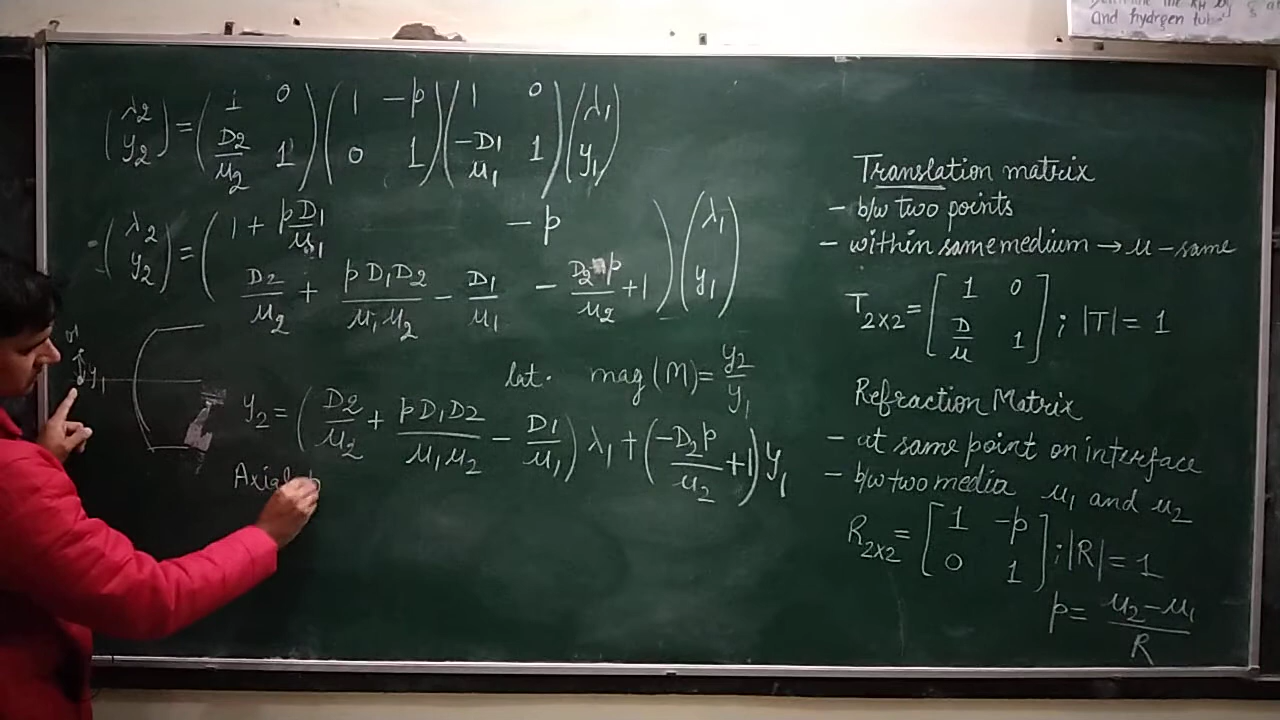 and hydrgen tube
(λ2 y2) = (1 0 D2/μ2 1) (1 -p 0 1) (1 0 -D1/μ1 1) (λ1 y1)
(λ2 y2) = (1 + pD1/μ1 -p D2/μ2 + pD1D2/μ1μ2 - D1/μ1 - D2p/μ2 + 1) (λ1 y1)
y1
lat. mag (M) = y2/y1
y2 = (D2/μ2 + pD1D2/μ1μ2 - D1/μ1) λ1 + (-D2p/μ2 + 1) y1
Axial p
Translation matrix
- b/w two points
- within same medium → μ - same
T2x2 = [1 0 D/μ 1] ; |T| = 1
Refraction Matrix
- at same point on interface
- b/w two media μ1 and μ2
R2x2 = [1 -p 0 1] ; |R| = 1
p = μ2-μ1/R